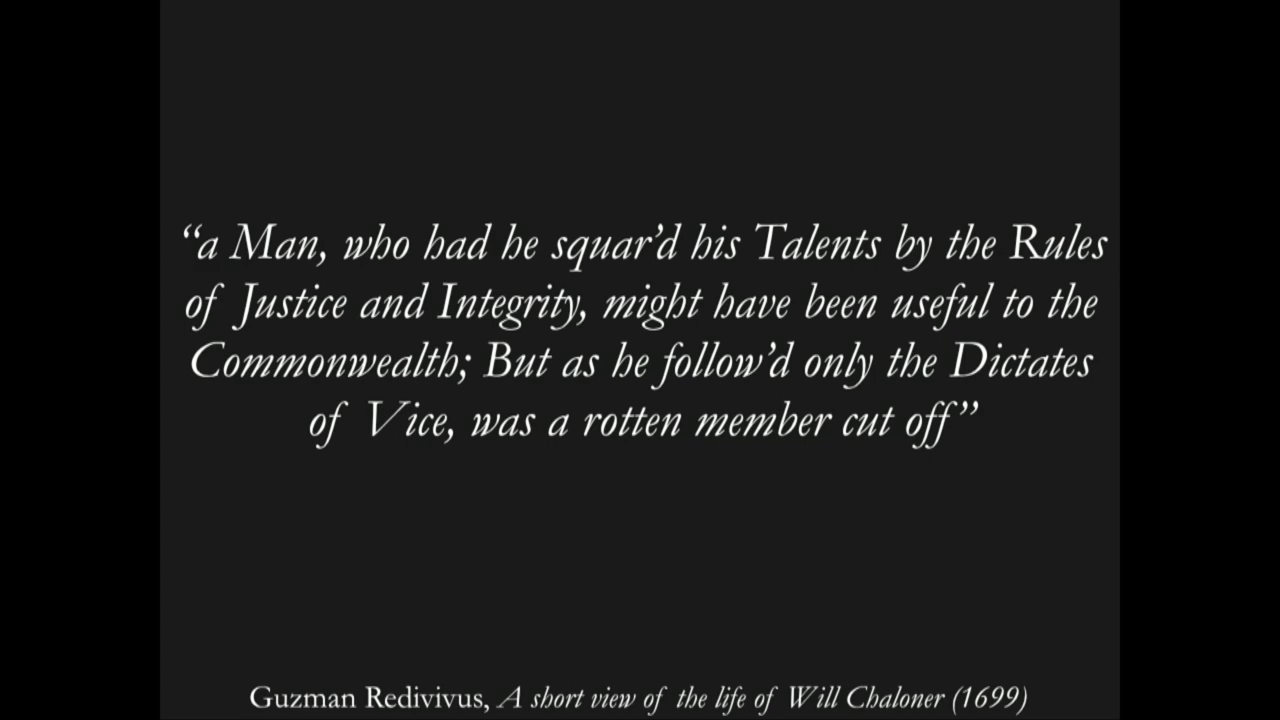 “a Man, who had he squar’d his Talents by the Rules
of Justice and Integrity, might have been useful to the
Commonwealth; But as he follow’d only the Dictates
of Vice, was a rotten member cut off”
Guzman Redivivus, A short view of the life of Will Chaloner (1699)